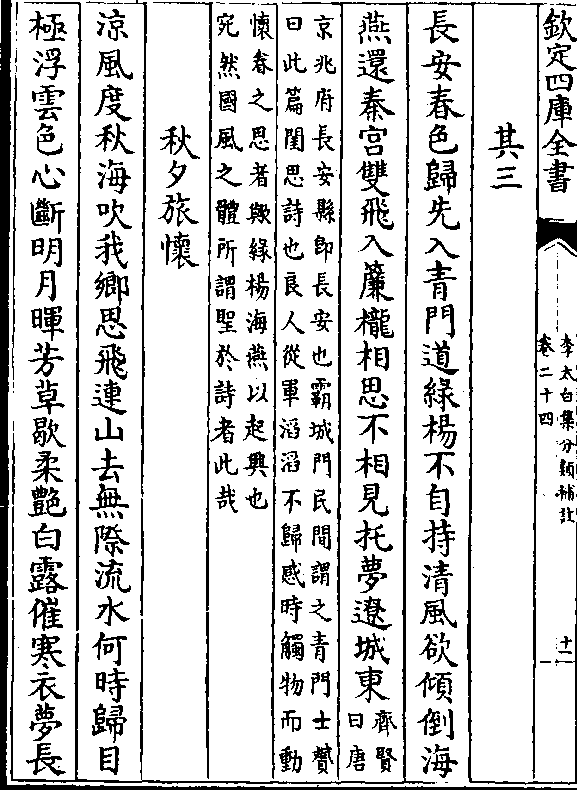 欽定四庫全書
李太白集分類補註
卷二十四
十一
其三
長安春色歸先入青門道綠楊不自持清風欲傾倒海
燕還秦宮雙飛入簾櫳相思不相見托夢遼城東
齊賢
曰唐
京兆府長安縣即長安也霸城門民間謂之青門士贇
曰此篇閨思詩也良人從軍滔滔不歸感時觸物而動
懷春之思者歟綠楊海燕以起興也
宛然國風之體所謂聖於詩者此哉
秋夕旅懷
涼風度秋海吹我鄉思飛連山去無際流水何時歸目
極浮雲色心斷明月暉芳草歇柔艷白露催寒衣夢長